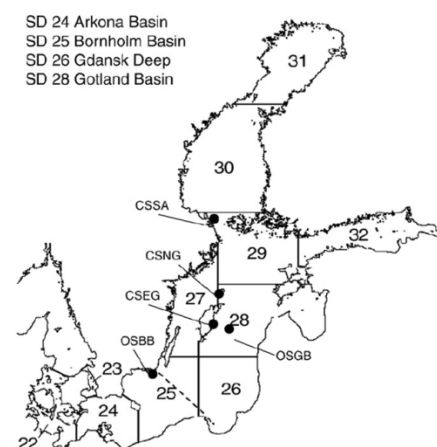 SD 24 Arkona Basin
SD 25 Bornholm Basin
SD 26 Gdansk Deep
SD 28 Gotland Basin
31
30
CSSA
29
32
CSNG
27
CSEG
28
OSGB
OSBB
23
25
26
24
22